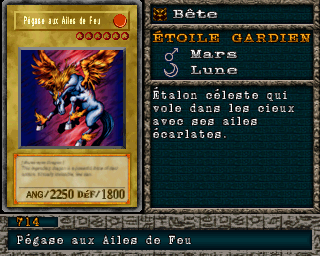 Pégase aux Ailes de Feu
ANG/2250 DéF/1800
Bête
ÉTOILE GARDIEN
Mars
Lune
Étalon céleste qui
vole dans les cieux
avec ses ailes
écarlates.
714
Pégase aux Ailes de Feu